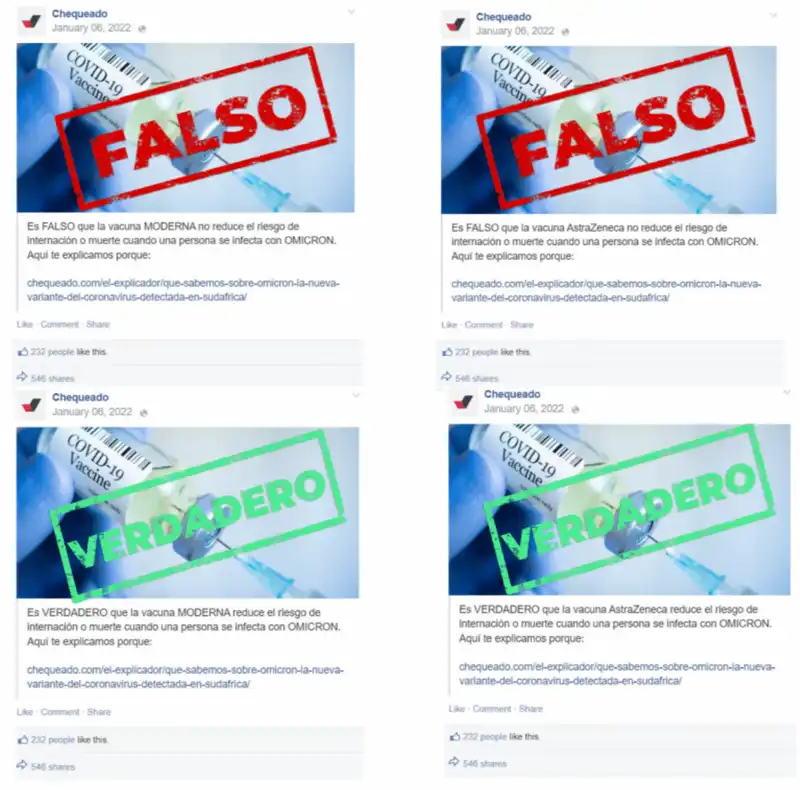 Chequeado
January 06, 2022
COVID-19
Vaccine
FALSO
Es FALSO que la vacuna MODERNA no reduce el riesgo de
internación o muerte cuando una persona se infecta con OMICRON.
Aquí te explicamos porque:
chequeado.com/el-explicador/que-sabemos-sobre-omicron-la-nueva-
variante-del-coronavirus-detectada-en-sudafrica/
Like · Comment · Share
232 people like this.
546 shares
Chequeado
January 06, 2022
COVID-19
Vaccine
FALSO
Es FALSO que la vacuna AstraZeneca no reduce el riesgo de
internación o muerte cuando una persona se infecta con OMICRON.
Aquí te explicamos porque:
chequeado.com/el-explicador/que-sabemos-sobre-omicron-la-nueva-
variante-del-coronavirus-detectada-en-sudafrica/
Like · Comment · Share
232 people like this.
546 shares
Chequeado
January 06, 2022
COVID-19
Vaccine
VERDADERO
Es VERDADERO que la vacuna MODERNA reduce el riesgo de
internación o muerte cuando una persona se infecta con OMICRON.
Aquí te explicamos porque:
chequeado.com/el-explicador/que-sabemos-sobre-omicron-la-nueva-
variante-del-coronavirus-detectada-en-sudafrica/
Like · Comment · Share
232 people like this.
546 shares
Chequeado
January 06, 2022
COVID-19
Vaccine
VERDADERO
Es VERDADERO que la vacuna AstraZeneca reduce el riesgo de
internación o muerte cuando una persona se infecta con OMICRON.
Aquí te explicamos porque:
chequeado.com/el-explicador/que-sabemos-sobre-omicron-la-nueva-
variante-del-coronavirus-detectada-en-sudafrica/
Like · Comment · Share
232 people like this.
546 shares